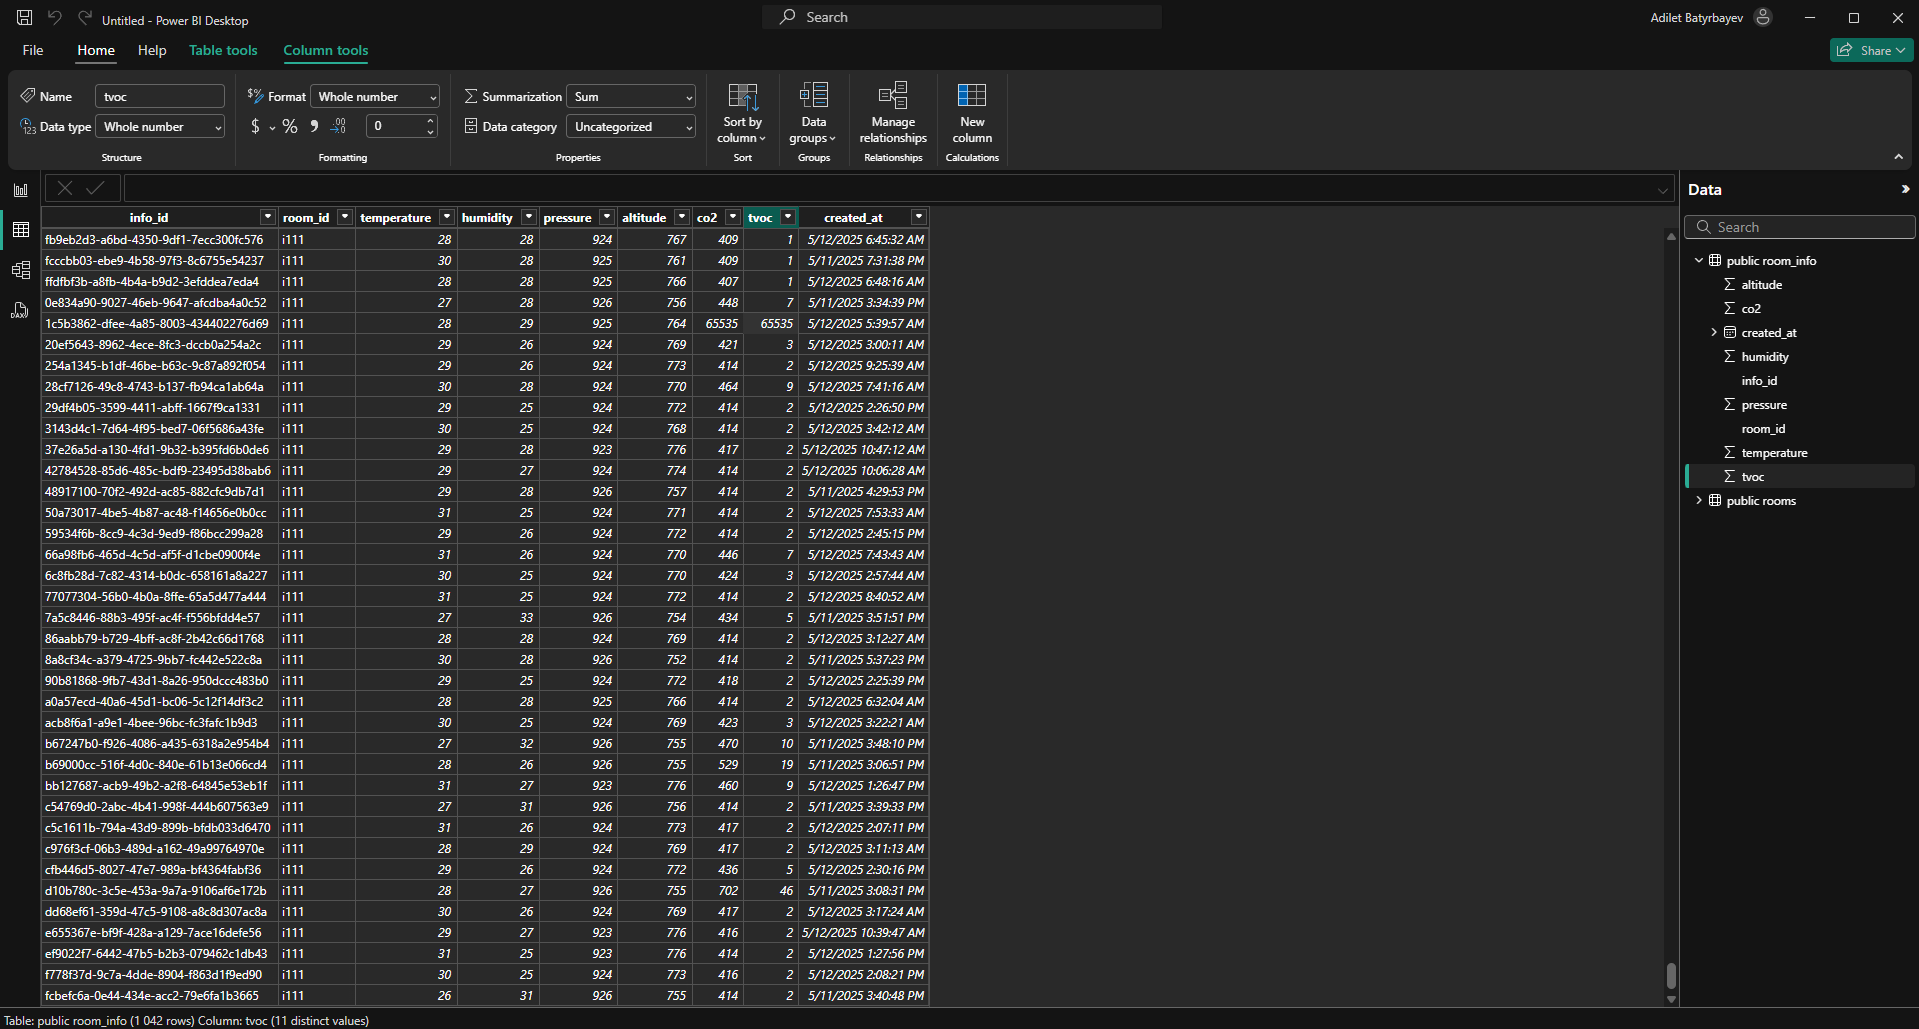 Untitled - Power BI Desktop
Search
Adilet Batyrbayev
File Home Help Table tools Column tools
Share
Name tvoc
Data type Whole number
Structure
Format Whole number
$ % 0
Formatting
Summarization Sum
Data category Uncategorized
Properties
Sort by column
Sort
Data groups
Groups
Manage relationships
Relationships
New column
Calculations
info_id room_id temperature humidity pressure altitude co2 tvoc created_at
fb9eb2d3-a6bd-4350-9df1-7ecc300fc576 i111 28 28 924 767 409 1 5/12/2025 6:45:32 AM
fcccbb03-ebe9-4b58-97f3-8c6755e54237 i111 30 28 925 761 409 1 5/11/2025 7:31:38 PM
ffdfbf3b-a8fb-4b4a-b9d2-3efddea7eda4 i111 28 28 925 766 407 1 5/12/2025 6:48:16 AM
0e834a90-9027-46eb-9647-afcdba4a0c52 i111 27 28 926 756 448 7 5/11/2025 3:34:39 PM
1c5b3862-dfee-4a85-8003-434402276d69 i111 28 29 925 764 65535 65535 5/12/2025 5:39:57 AM
20ef5643-8962-4ece-8fc3-dccb0a254a2c i111 29 26 924 769 421 3 5/12/2025 3:00:11 AM
254a1345-b1df-46be-b63c-9c87a892f054 i111 29 26 924 773 414 2 5/12/2025 9:25:39 AM
28cf7126-49c8-4743-b137-fb94ca1ab64a i111 30 28 924 770 464 9 5/12/2025 7:41:16 AM
29df4b05-3599-4411-abff-1667f9ca1331 i111 29 25 924 772 414 2 5/12/2025 2:26:50 PM
3143d4c1-7d64-4f95-bed7-06f5686a43fe i111 30 25 924 768 414 2 5/12/2025 3:42:12 AM
37e26a5d-a130-4fd1-9b32-b395fd6b0de6 i111 29 28 923 776 417 2 5/12/2025 10:47:12 AM
42784528-85d6-485c-bdf9-23495d38bab6 i111 29 27 924 774 414 2 5/12/2025 10:06:28 AM
48917100-70f2-492d-ac85-882cfc9db7d1 i111 29 28 926 757 414 2 5/11/2025 4:29:53 PM
50a73017-4be5-4b87-ac48-f14656e0b0cc i111 31 25 924 771 414 2 5/12/2025 7:53:33 AM
59534f6b-8cc9-4c3d-9ed9-f86bcc299a28 i111 29 26 924 772 414 2 5/12/2025 2:45:15 PM
66a98fb6-465d-4c5d-af5f-d1cbe0900f4e i111 31 26 924 770 446 7 5/12/2025 7:43:43 AM
6c8fb28d-7c82-4314-b0dc-658161a8a227 i111 30 25 924 770 424 3 5/12/2025 2:57:44 AM
77077304-56b0-4b0a-8ffe-65a5d477a444 i111 31 25 924 772 414 2 5/12/2025 8:40:52 AM
7a5c8446-88b3-495f-ac4f-f556bfdd4e57 i111 27 33 926 754 434 5 5/11/2025 3:51:51 PM
86aabb79-b729-4bff-ac8f-2b42c66d1768 i111 28 28 924 769 414 2 5/12/2025 3:12:27 AM
8a8cf34c-a379-4725-9bb7-fc442e522c8a i111 30 28 926 752 414 2 5/11/2025 5:37:23 PM
90b81868-9fb7-43d1-8a26-950dccc483b0 i111 29 25 924 772 418 2 5/12/2025 2:25:39 PM
a0a57ecd-40a6-45d1-bc06-5c12f14df3c2 i111 28 28 925 766 414 2 5/12/2025 6:32:04 AM
acb8f6a1-a9e1-4bee-96bc-fc3fafc1b9d3 i111 30 25 924 769 423 3 5/12/2025 3:22:21 AM
b67247b0-f926-4086-a435-6318a2e954b4 i111 27 32 926 755 470 10 5/11/2025 3:48:10 PM
b69000cc-516f-4d0c-840e-61b13e066cd4 i111 28 26 926 755 529 19 5/11/2025 3:06:51 PM
bb127687-acb9-49b2-a2f8-64845e53eb1f i111 31 27 923 776 460 9 5/12/2025 1:26:47 PM
c54769d0-2abc-4b41-998f-444b607563e9 i111 27 31 926 756 414 2 5/11/2025 3:39:33 PM
c5c1611b-794a-43d9-899b-bfdb033d6470 i111 31 26 924 773 417 2 5/12/2025 2:07:11 PM
c976f3cf-06b3-489d-a162-49a99764970e i111 28 29 924 769 417 2 5/12/2025 3:11:13 AM
cfb446d5-8027-47e7-989a-bf4364fabf36 i111 29 26 924 772 436 5 5/12/2025 2:30:16 PM
d10b780c-3c5e-453a-9a7a-9106af6e172b i111 28 27 926 755 702 46 5/11/2025 3:08:31 PM
dd68ef61-359d-47c5-9108-a8c8d307ac8a i111 30 26 924 769 417 2 5/12/2025 3:17:24 AM
e655367e-bf9f-428a-a129-7ace16defe56 i111 29 27 923 776 416 2 5/12/2025 10:39:47 AM
ef9022f7-6442-47b5-b2b3-079462c1db43 i111 31 25 923 776 414 2 5/12/2025 1:27:56 PM
f778f37d-9c7a-4dde-8904-f863d1f9ed90 i111 30 25 924 773 416 2 5/12/2025 2:08:21 PM
fcbefc6a-0e44-434e-acc2-79e6fa1b3665 i111 26 31 926 755 414 2 5/11/2025 3:40:48 PM
Data
Search
public room_info
altitude
co2
created_at
humidity
info_id
pressure
room_id
temperature
tvoc
public rooms
Table: public room_info (1 042 rows) Column: tvoc (11 distinct values)